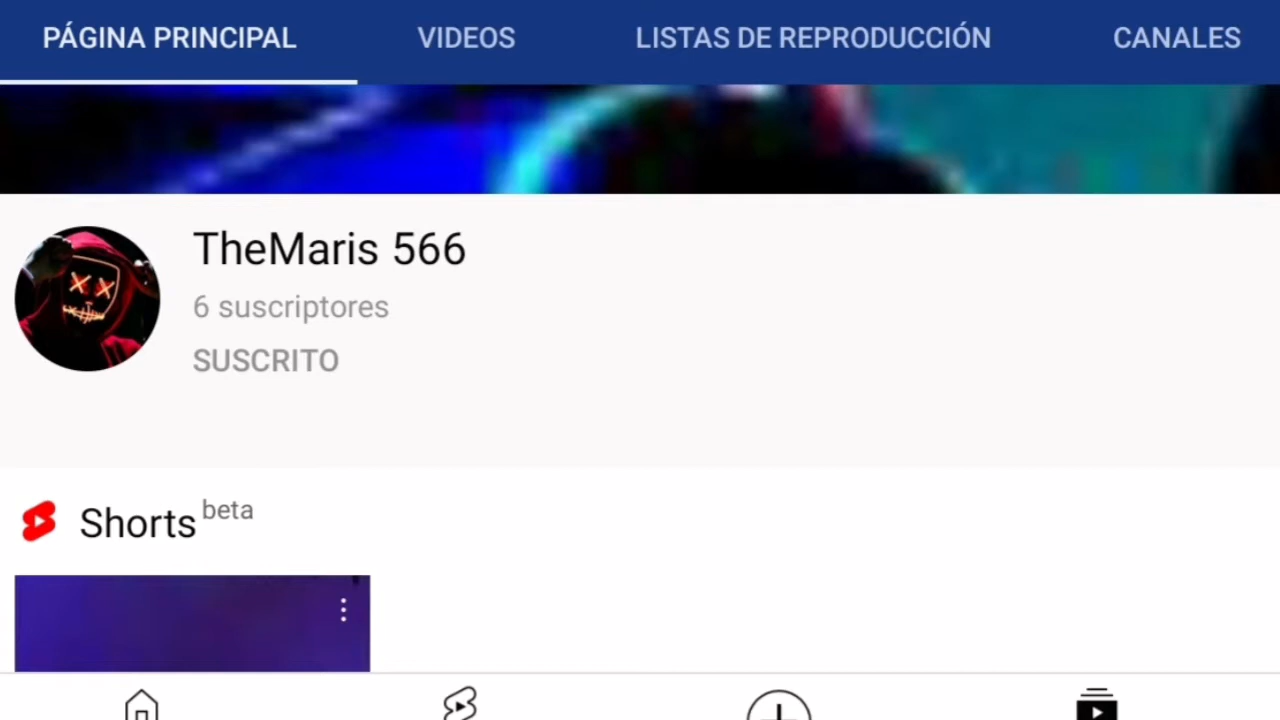 PÁGINA PRINCIPAL VIDEOS LISTAS DE REPRODUCCIÓN CANALES
TheMaris 566
6 suscriptores
SUSCRITO
Shorts beta